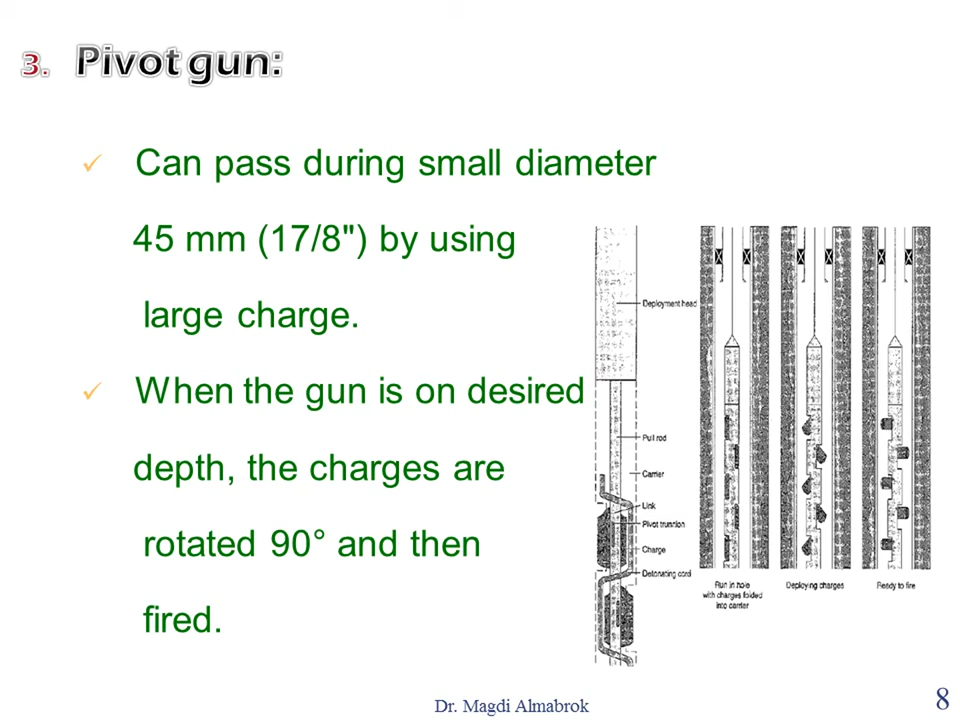 3. Pivot gun:
✓ Can pass during small diameter
45 mm (17/8") by using
large charge.
✓ When the gun is on desired
depth, the charges are
rotated 90° and then
fired.
Deployment head
Pull rod
Carrier
Link
Pivot trunnion
Charge
Detonating cord
Run in hole
with charges folded
into carrier
Deploying charges
Ready to fire
Dr. Magdi Almabrok
8